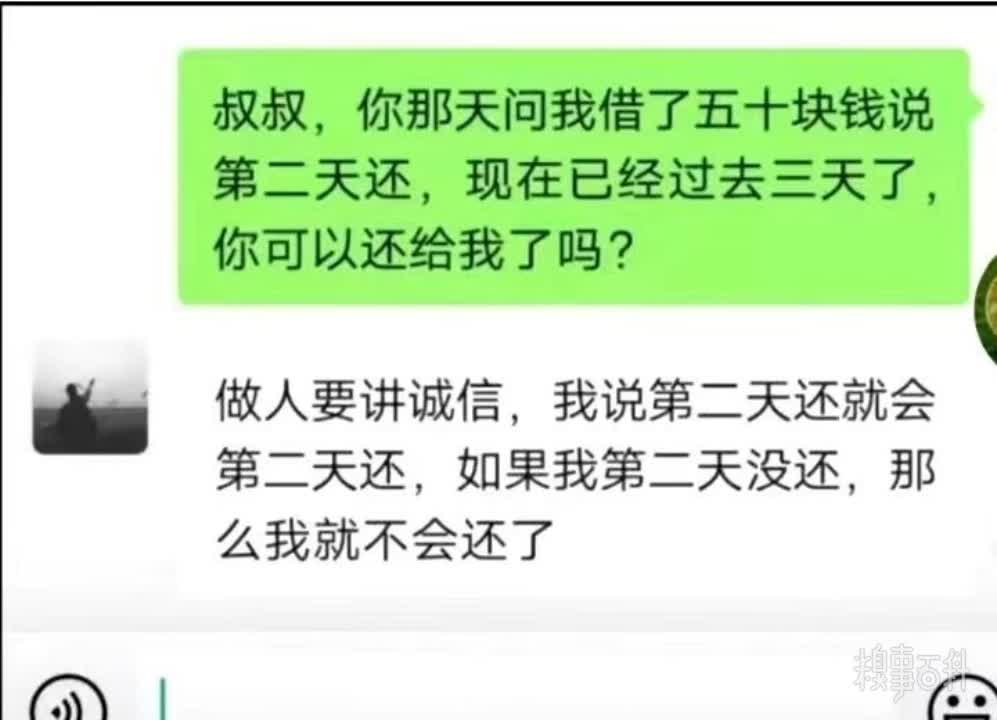 叔叔，你那天问我借了五十块钱说
第二天还，现在已经过去三天了，
你可以还给我了吗？
做人要讲诚信，我说第二天还就会
第二天还，如果我第二天没还，那
么我就不会还了
糗事百科